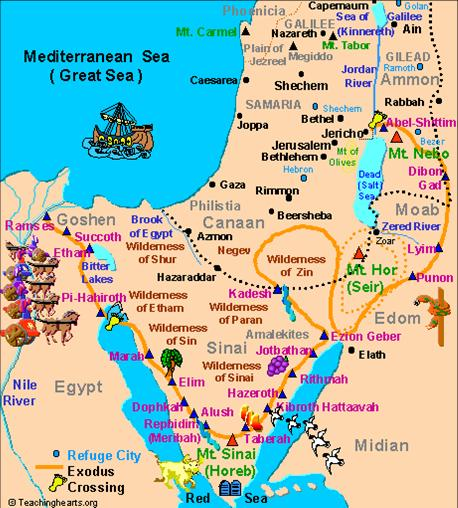 Phoenicia
Capernaum
Golan
Sea of
(Kinnereth)
Galilee
GALILEE
Nazareth
Ain
Mt. Carmel
Mt. Tabor
Plain of
Jezreel
Megiddo
GILEAD
Ramoth
Mediterranean Sea
(Great Sea)
Caesarea
Jordan
River
Ammon
Shechem
SAMARIA
Shechem
Rabbah
Joppa
Bethel
Abel-Shittim
Jericho
Bezer
Jerusalem
Mt of
Olives
Mt. Nebo
Bethlehem
Hebron
Dibon
Gad
Dead
(Salt)
Sea
Gaza
Rimmon
Philistia
Moab
Beersheba
Canaan
Zered River
Zoar
Rameses
Goshen
Succoth
Etham
Bitter
Lakes
Brook
of Egypt
Azmon
Negev
Lyim
Wilderness
of Shur
Wilderness
of Zin
Mt. Hor
(Seir)
Hazaraddar
Punon
Pi-Hahiroth
Wilderness
of Etham
Kadesh
Wilderness
of Paran
Edom
Wilderness
of Sin
Amalekites
Ezion Geber
Sinai
Jotbathah
Elath
Marah
Wilderness
of Sinai
Rithmah
Nile
River
Egypt
Elim
Hazeroth
Dophkah
Alush
Kibroth Hattaavah
Rephidim
(Meribah)
Taberah
Midian
Mt. Sinai
(Horeb)
Refuge City
Exodus
Crossing
Red Sea
© Teachinghearts.org